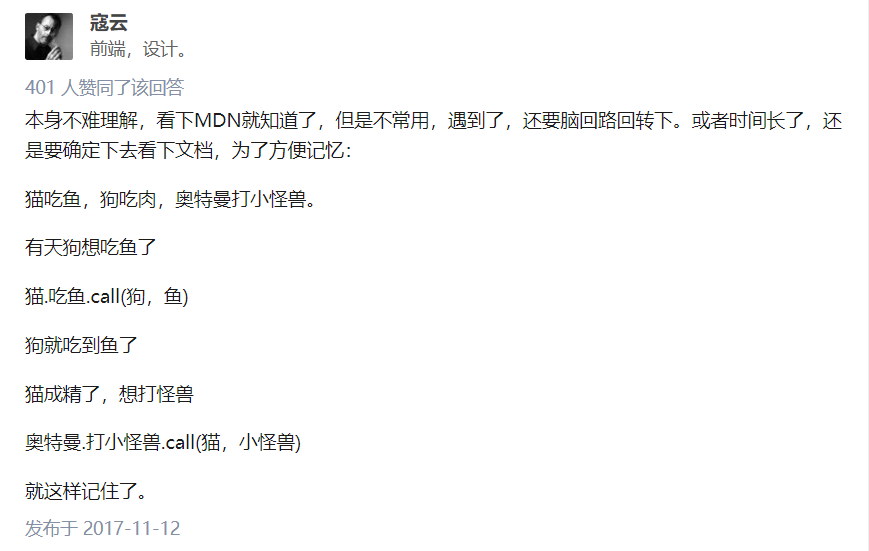 寇云
前端，设计。
401 人赞同了该回答
本身不难理解，看下MDN就知道了，但是不常用，遇到了，还要脑回路回转下。或者时间长了，还
是要确定下去看下文档，为了方便记忆：
猫吃鱼，狗吃肉，奥特曼打小怪兽。
有天狗想吃鱼了
猫.吃鱼.call(狗，鱼)
狗就吃到鱼了
猫成精了，想打怪兽
奥特曼.打小怪兽.call(猫，小怪兽)
就这样记住了。
发布于 2017-11-12